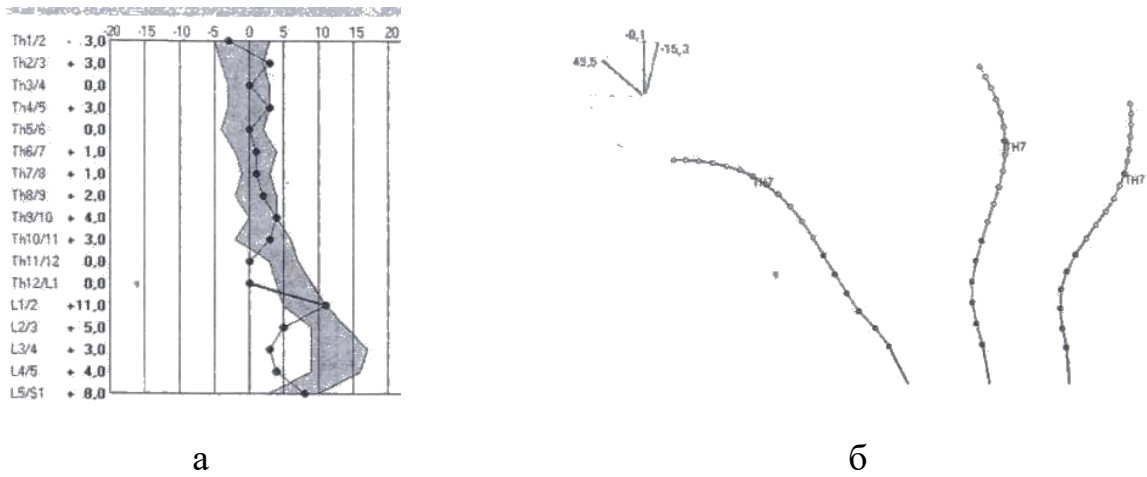 -20 -15 -10 -5 0 5 10 15 20
Th1/2 - 3,0
Th2/3 + 3,0
Th3/4 0,0
Th4/5 + 3,0
Th5/6 0,0
Th6/7 + 1,0
Th7/8 + 1,0
Th8/9 + 2,0
Th9/10 + 4,0
Th10/11 + 3,0
Th11/12 0,0
Th12/L1 0,0
L1/2 +11,0
L2/3 + 5,0
L3/4 + 3,0
L4/5 + 4,0
L5/S1 + 8,0
-0,1
-15,3
TH7
TH7
TH7
а
б